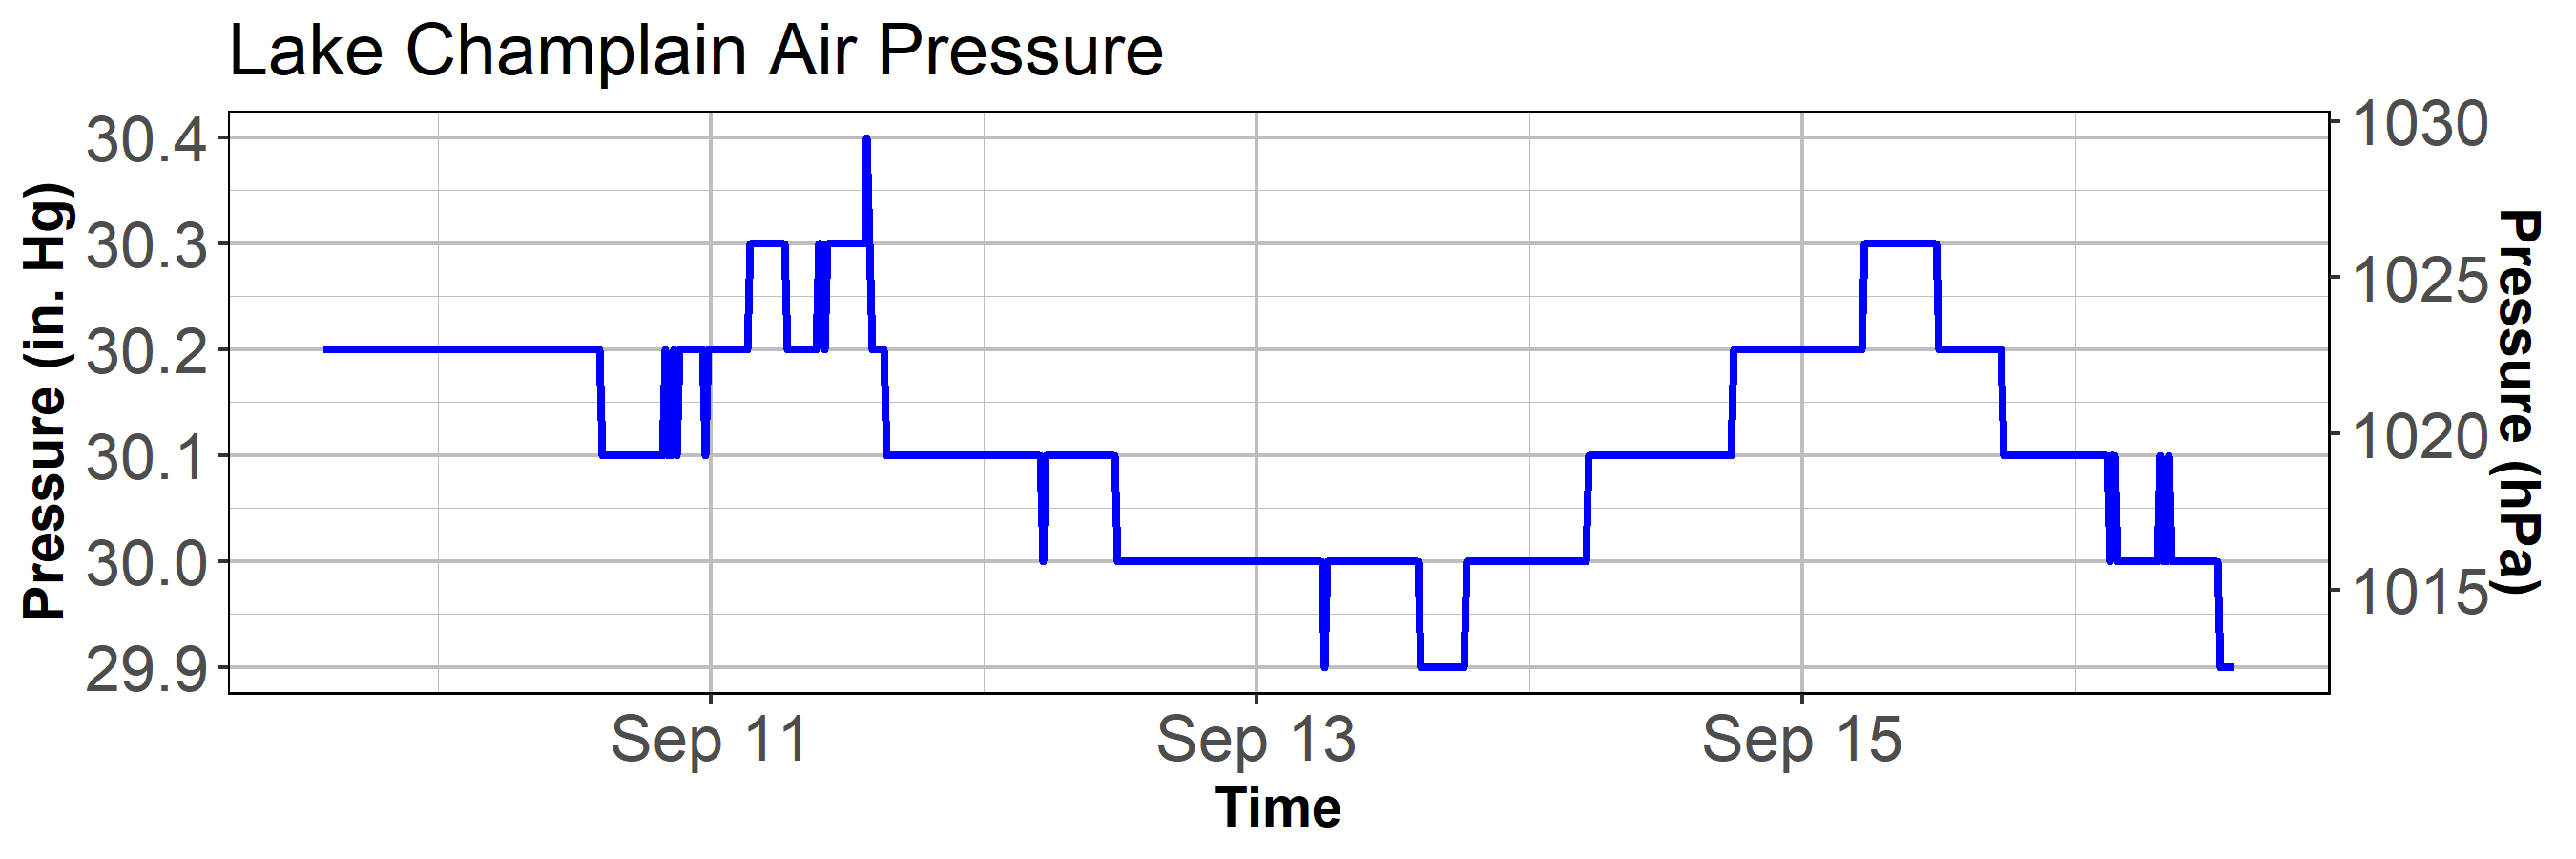 Lake Champlain Air Pressure
Pressure (in. Hg)
30.4
30.3
30.2
30.1
30.0
29.9
1030
1025
1020
1015
Pressure (hPa)
Sep 11
Sep 13
Sep 15
Time